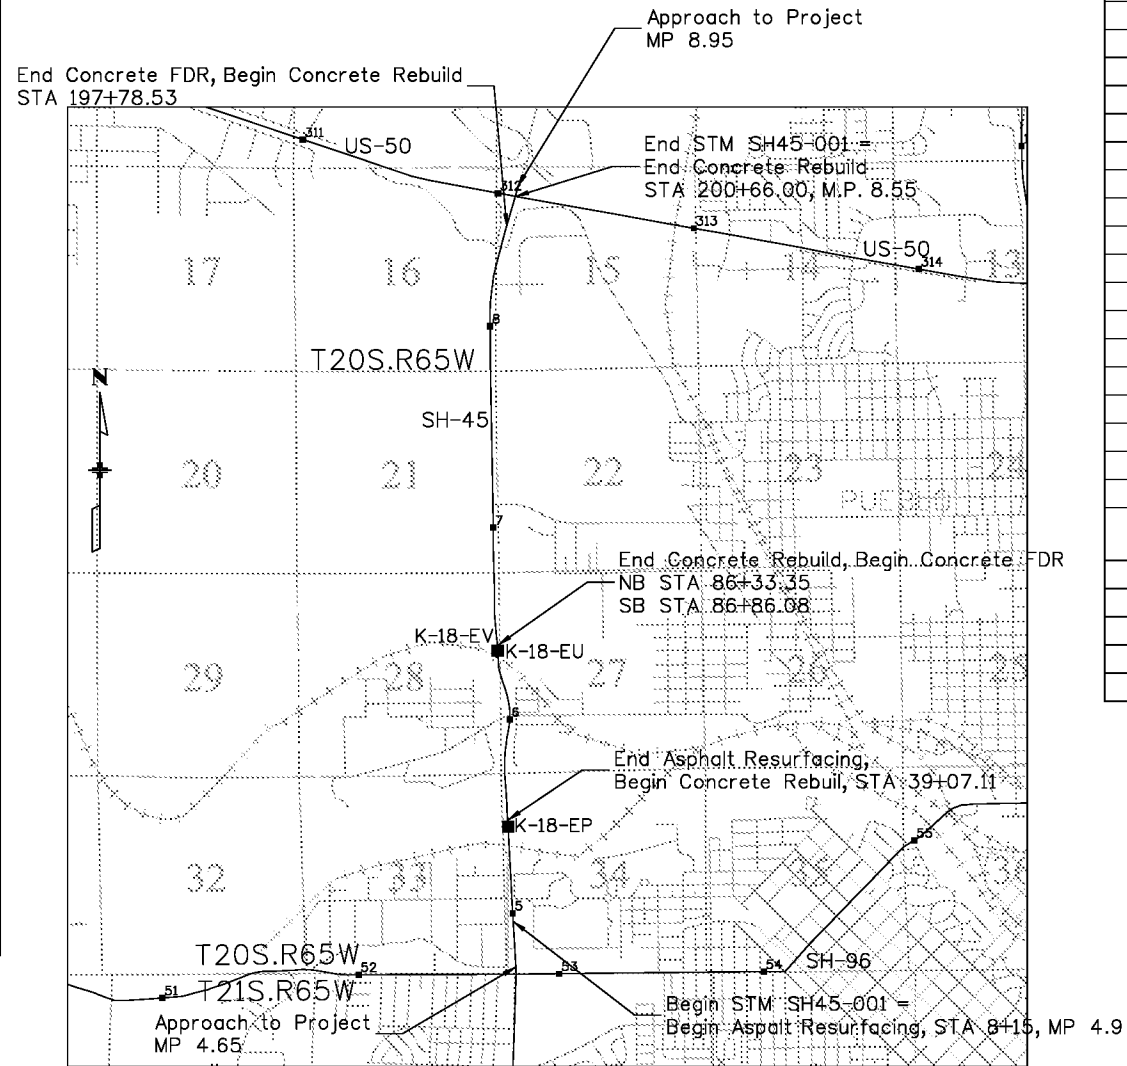 Approach to Project
MP 8.95
End Concrete FDR, Begin Concrete Rebuild
STA 197+78.53
311
US-50
End STM SH45-001 =
End Concrete Rebuild
STA 200+66.00, M.P. 8.55
312
313
US-50
314
17
16
15
14
13
8
T20S.R65W
N
SH-45
20
21
22
23
24
PUEBLO
7
End Concrete Rebuild, Begin Concrete FDR
NB STA 86+33.35
SB STA 86+86.08
K-18-EV
K-18-EU
29
28
27
26
25
6
End Asphalt Resurfacing,
Begin Concrete Rebuil, STA 39+07.11
K-18-EP
55
32
33
34
35
36
5
T20S.R65W
52
53
54
SH-96
51
T21S.R65W
Approach to Project
MP 4.65
Begin STM SH45-001 =
Begin Aspalt Resurfacing, STA 8+15, MP 4.9